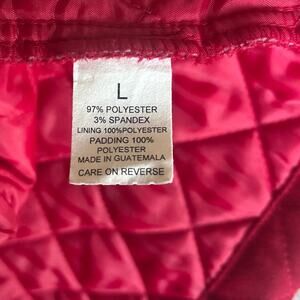 L
97% POLYESTER
3% SPANDEX
LINING 100%POLYESTER
PADDING 100%
POLYESTER
MADE IN GUATEMALA
CARE ON REVERSE